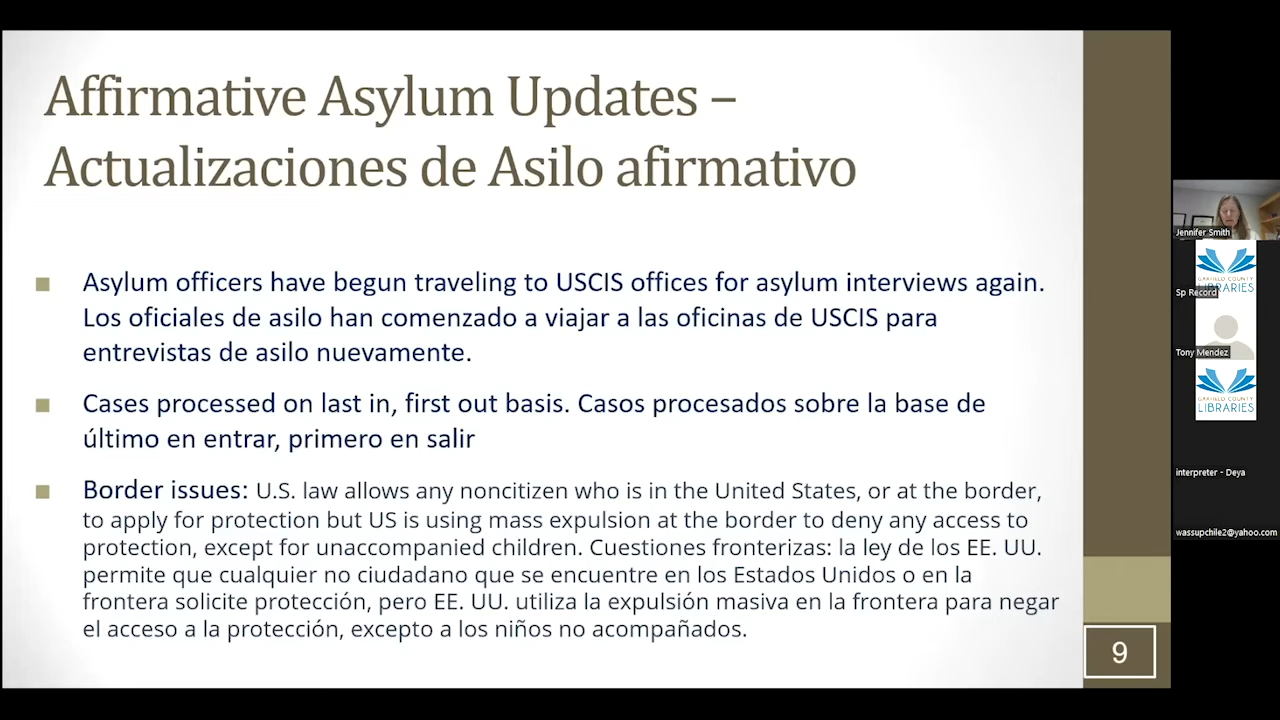 Affirmative Asylum Updates –
Actualizaciones de Asilo afirmativo
Asylum officers have begun traveling to USCIS offices for asylum interviews again.
Los oficiales de asilo han comenzado a viajar a las oficinas de USCIS para
entrevistas de asilo nuevamente.
Cases processed on last in, first out basis. Casos procesados sobre la base de
último en entrar, primero en salir
Border issues: U.S. law allows any noncitizen who is in the United States, or at the border,
to apply for protection but US is using mass expulsion at the border to deny any access to
protection, except for unaccompanied children. Cuestiones fronterizas: la ley de los EE. UU.
permite que cualquier no ciudadano que se encuentre en los Estados Unidos o en la
frontera solicite protección, pero EE. UU. utiliza la expulsión masiva en la frontera para negar
el acceso a la protección, excepto a los niños no acompañados.
9
Jennifer Smith
GARFIELD COUNTY
LIBRARIES
Sp Record
Tony Mendez
GARFIELD COUNTY
LIBRARIES
interpreter - Deya
wassupchile2@yahoo.com